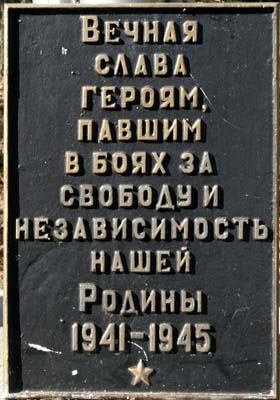 Вечная
слава
героям,
павшим
в боях за
свободу и
независимость
нашей
Родины
1941-1945